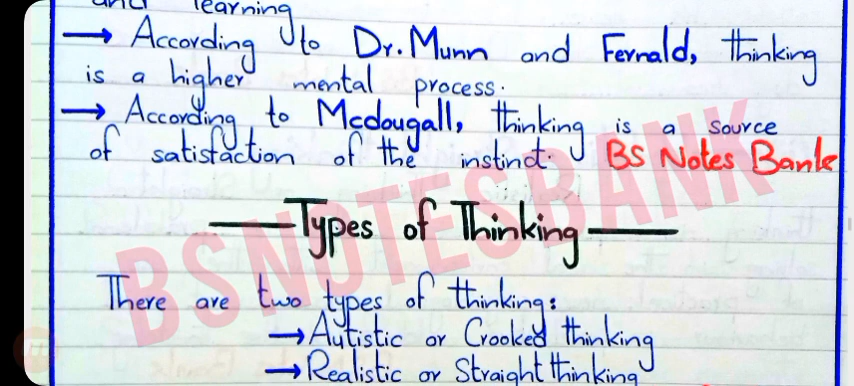 and learning
→ According to Dr. Munn and Fernald, thinking
is a higher mental process.
→ According to Mcdougall, thinking is a source
of satisfaction of the instinct.
BS Notes Bank
BSNOTESBANK
Types of Thinking
There are two types of thinking:
→ Autistic or Crooked thinking
→ Realistic or Straight thinking